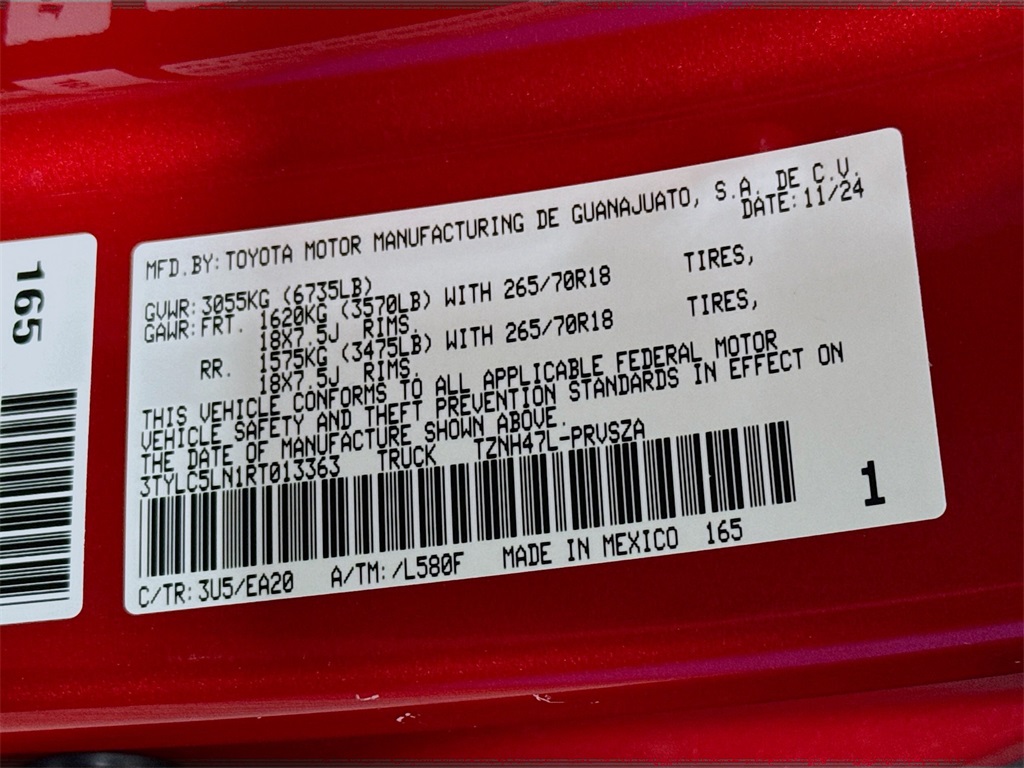 165
MFD.BY:TOYOTA MOTOR MANUFACTURING DE GUANAJUATO, S.A. DE C.V.
DATE:11/24
GVWR:3055KG (6735LB)
GAWR:FRT. 1620KG (3570LB) WITH 265/70R18 TIRES,
18X7.5J RIMS.
RR. 1575KG (3475LB) WITH 265/70R18 TIRES,
18X7.5J RIMS.
THIS VEHICLE CONFORMS TO ALL APPLICABLE FEDERAL MOTOR
VEHICLE SAFETY AND THEFT PREVENTION STANDARDS IN EFFECT ON
THE DATE OF MANUFACTURE SHOWN ABOVE.
3TYLC5LN1RT013363 TRUCK TZNH47L-PRVSZA
1
C/TR:3U5/EA20 A/TM:/L580F MADE IN MEXICO 165